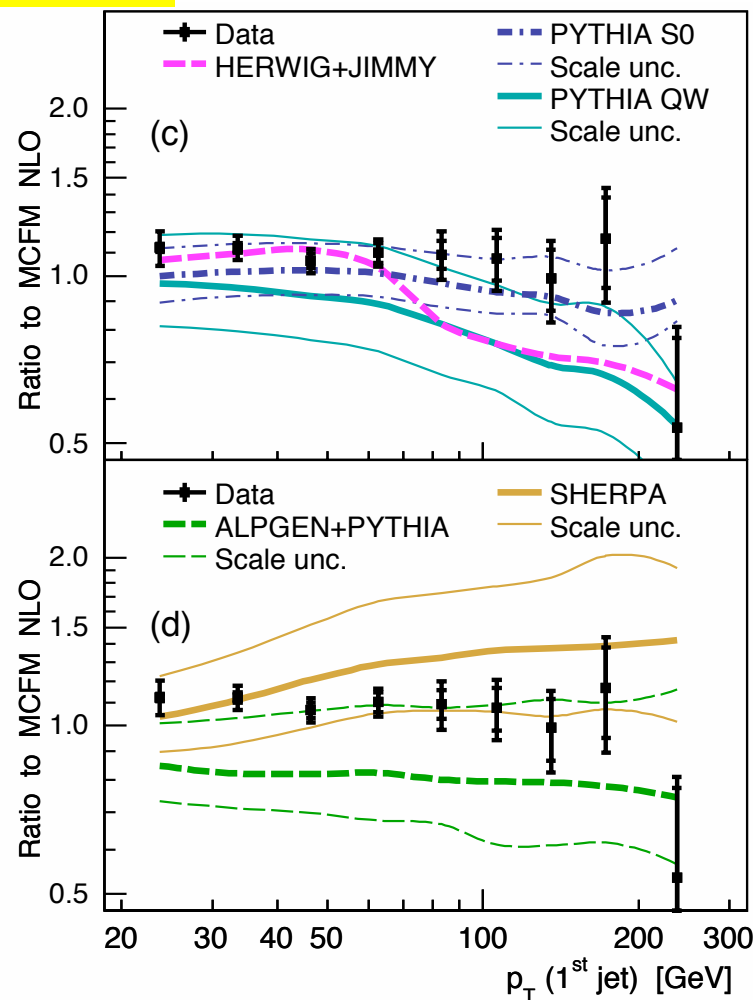 Data
HERWIG+JIMMY
PYTHIA S0
Scale unc.
PYTHIA QW
Scale unc.
(c)
Ratio to MCFM NLO
2.0
1.5
1.0
0.5
Data
ALPGEN+PYTHIA
Scale unc.
SHERPA
Scale unc.
(d)
Ratio to MCFM NLO
2.0
1.5
1.0
0.5
20 30 40 50 100 200 300
p_T (1^st jet) [GeV]